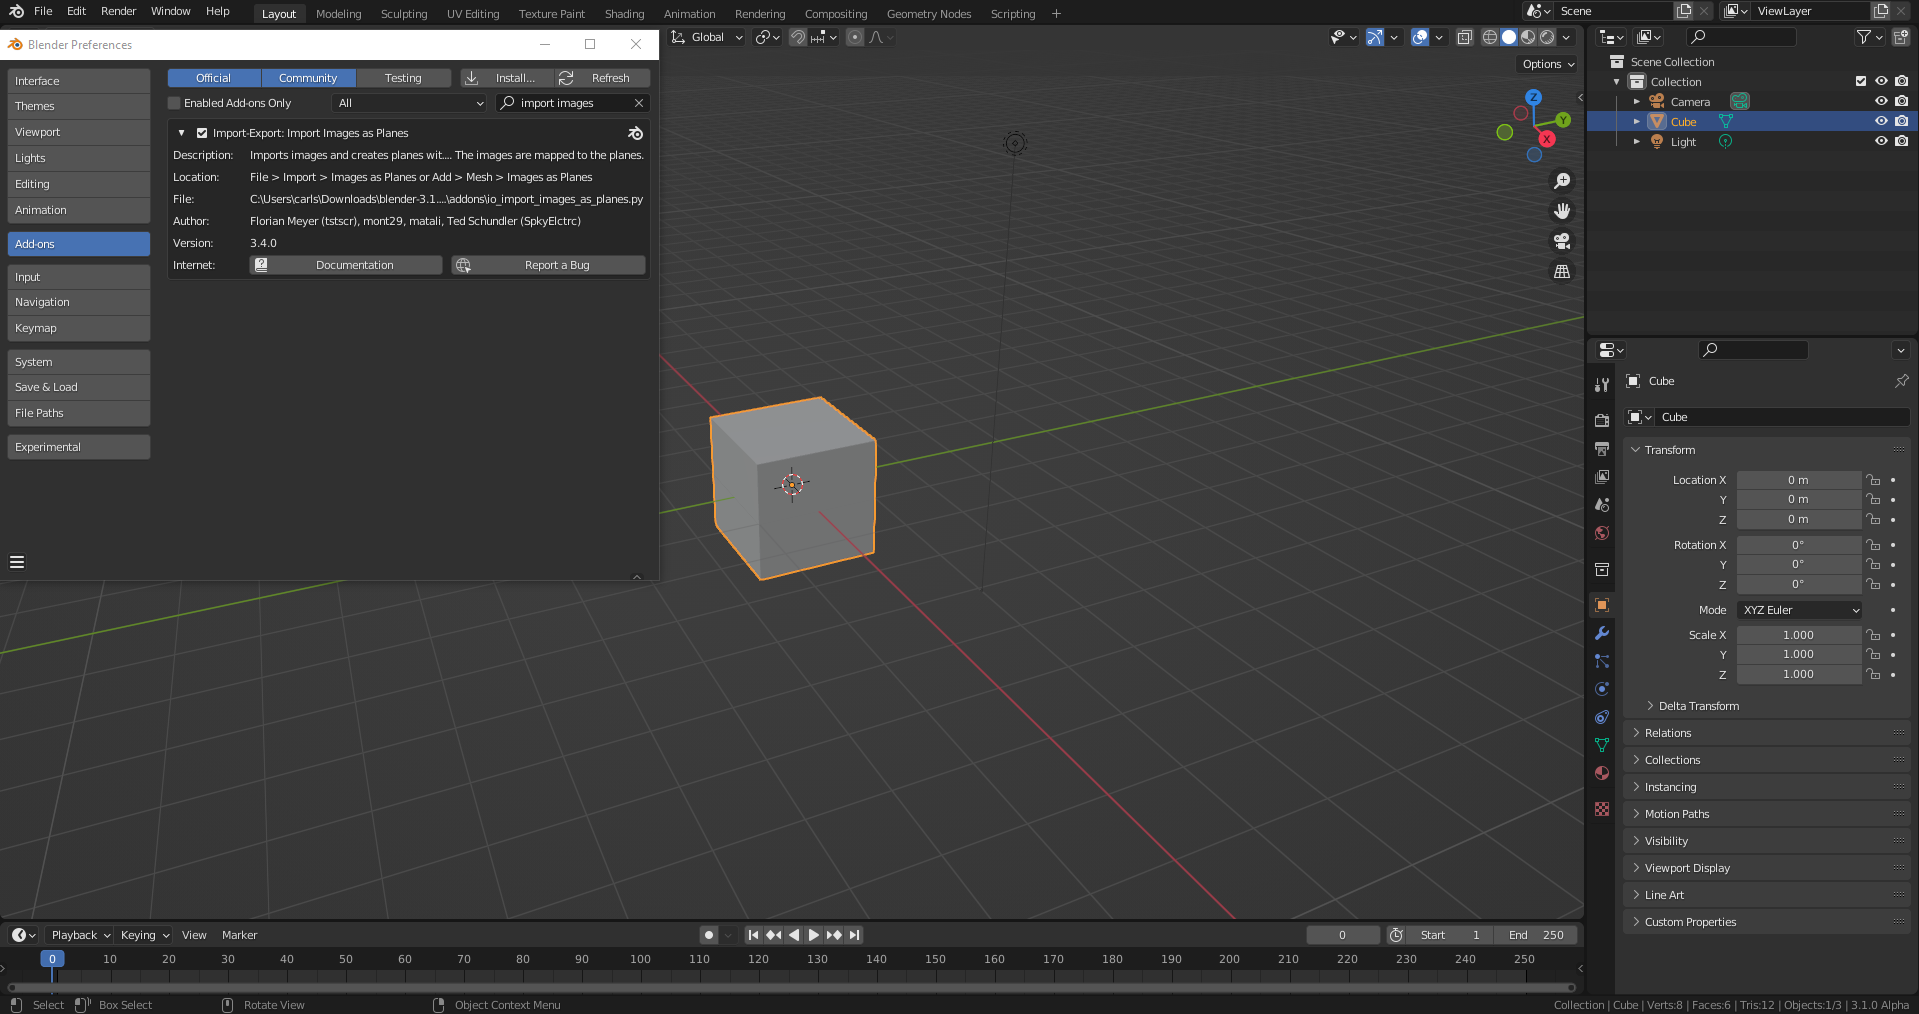 File Edit Render Window Help Layout Modeling Sculpting UV Editing Texture Paint Shading Animation Rendering Compositing Geometry Nodes Scripting + Scene ViewLayer
Blender Preferences
Global
Options
Interface
Themes
Viewport
Lights
Editing
Animation
Add-ons
Input
Navigation
Keymap
System
Save & Load
File Paths
Experimental
Official Community Testing Install... Refresh
Enabled Add-ons Only All import images
Import-Export: Import Images as Planes
Description: Imports images and creates planes wit.... The images are mapped to the planes.
Location: File > Import > Images as Planes or Add > Mesh > Images as Planes
File: C:\Users\carls\Downloads\blender-3.1....\addons\io_import_images_as_planes.py
Author: Florian Meyer (tstscr), mont29, matali, Ted Schundler (SpkyElctrc)
Version: 3.4.0
Internet: Documentation Report a Bug
Z
Y
X
Scene Collection
Collection
Camera
Cube
Light
Cube
Cube
Transform
Location X 0 m
Y 0 m
Z 0 m
Rotation X 0°
Y 0°
Z 0°
Mode XYZ Euler
Scale X 1.000
Y 1.000
Z 1.000
Delta Transform
Relations
Collections
Instancing
Motion Paths
Visibility
Viewport Display
Line Art
Custom Properties
Playback Keying View Marker 0 Start 1 End 250
0 10 20 30 40 50 60 70 80 90 100 110 120 130 140 150 160 170 180 190 200 210 220 230 240 250
Select Box Select Rotate View Object Context Menu Collection | Cube | Verts:8 | Faces:6 | Tris:12 | Objects:1/3 | 3.1.0 Alpha